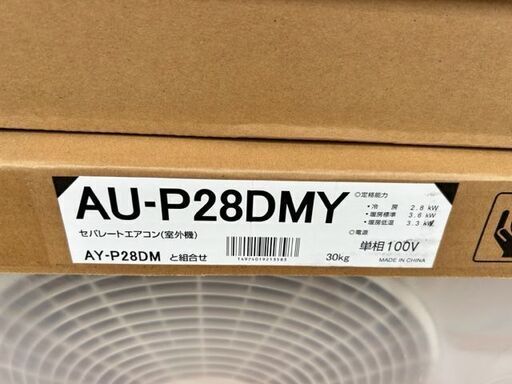 AU-P28DMY
セパレートエアコン(室外機)
AY-P28DM と組合せ
30kg
◎定格能力
・冷 房 2.8 kW
・暖房標準 3.6 kW
・暖房低温 3.3 kW
◎電源
単相100V
MADE IN CHINA